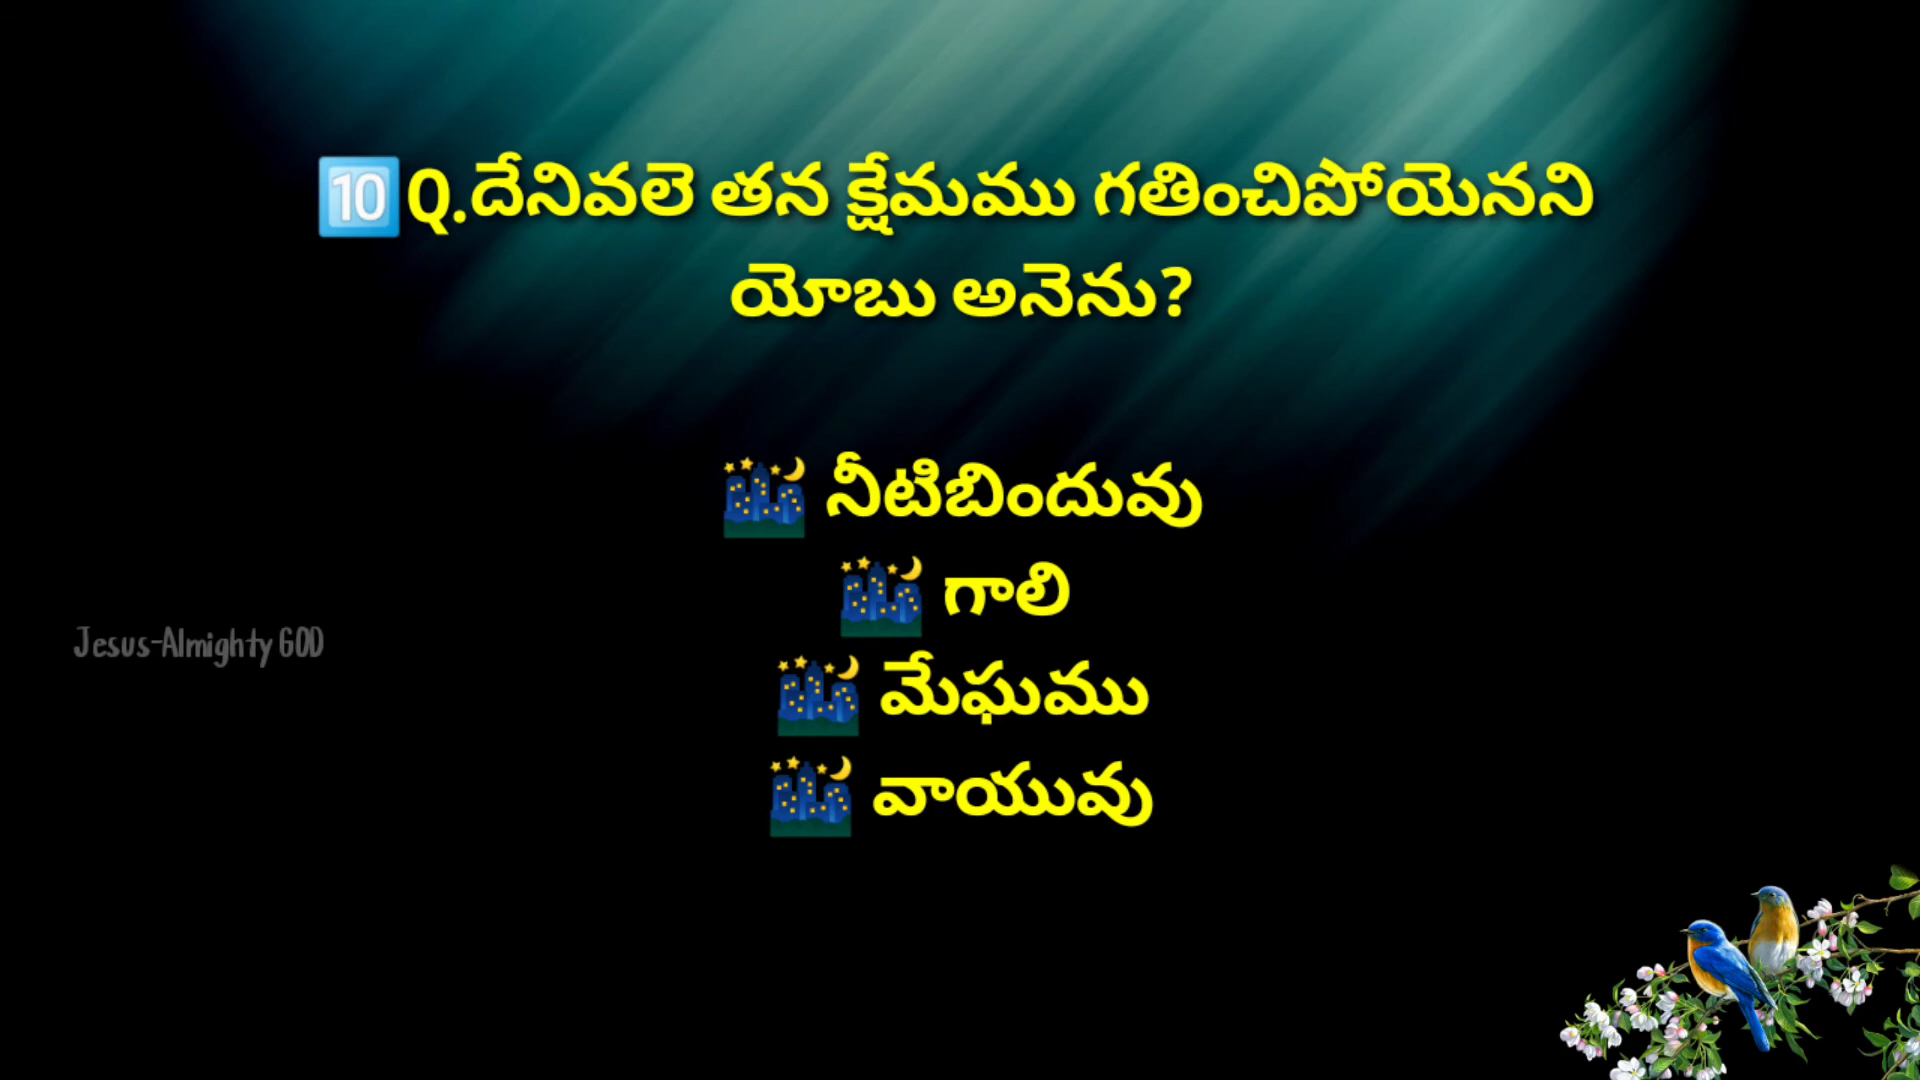 🔟Q.దేనివలె తన క్షేమము గతించిపోయెనని
యోబు అనెను?
🌃 నీటిబిందువు
🌃 గాలి
🌃 మేఘము
🌃 వాయువు
Jesus-Almighty GOD